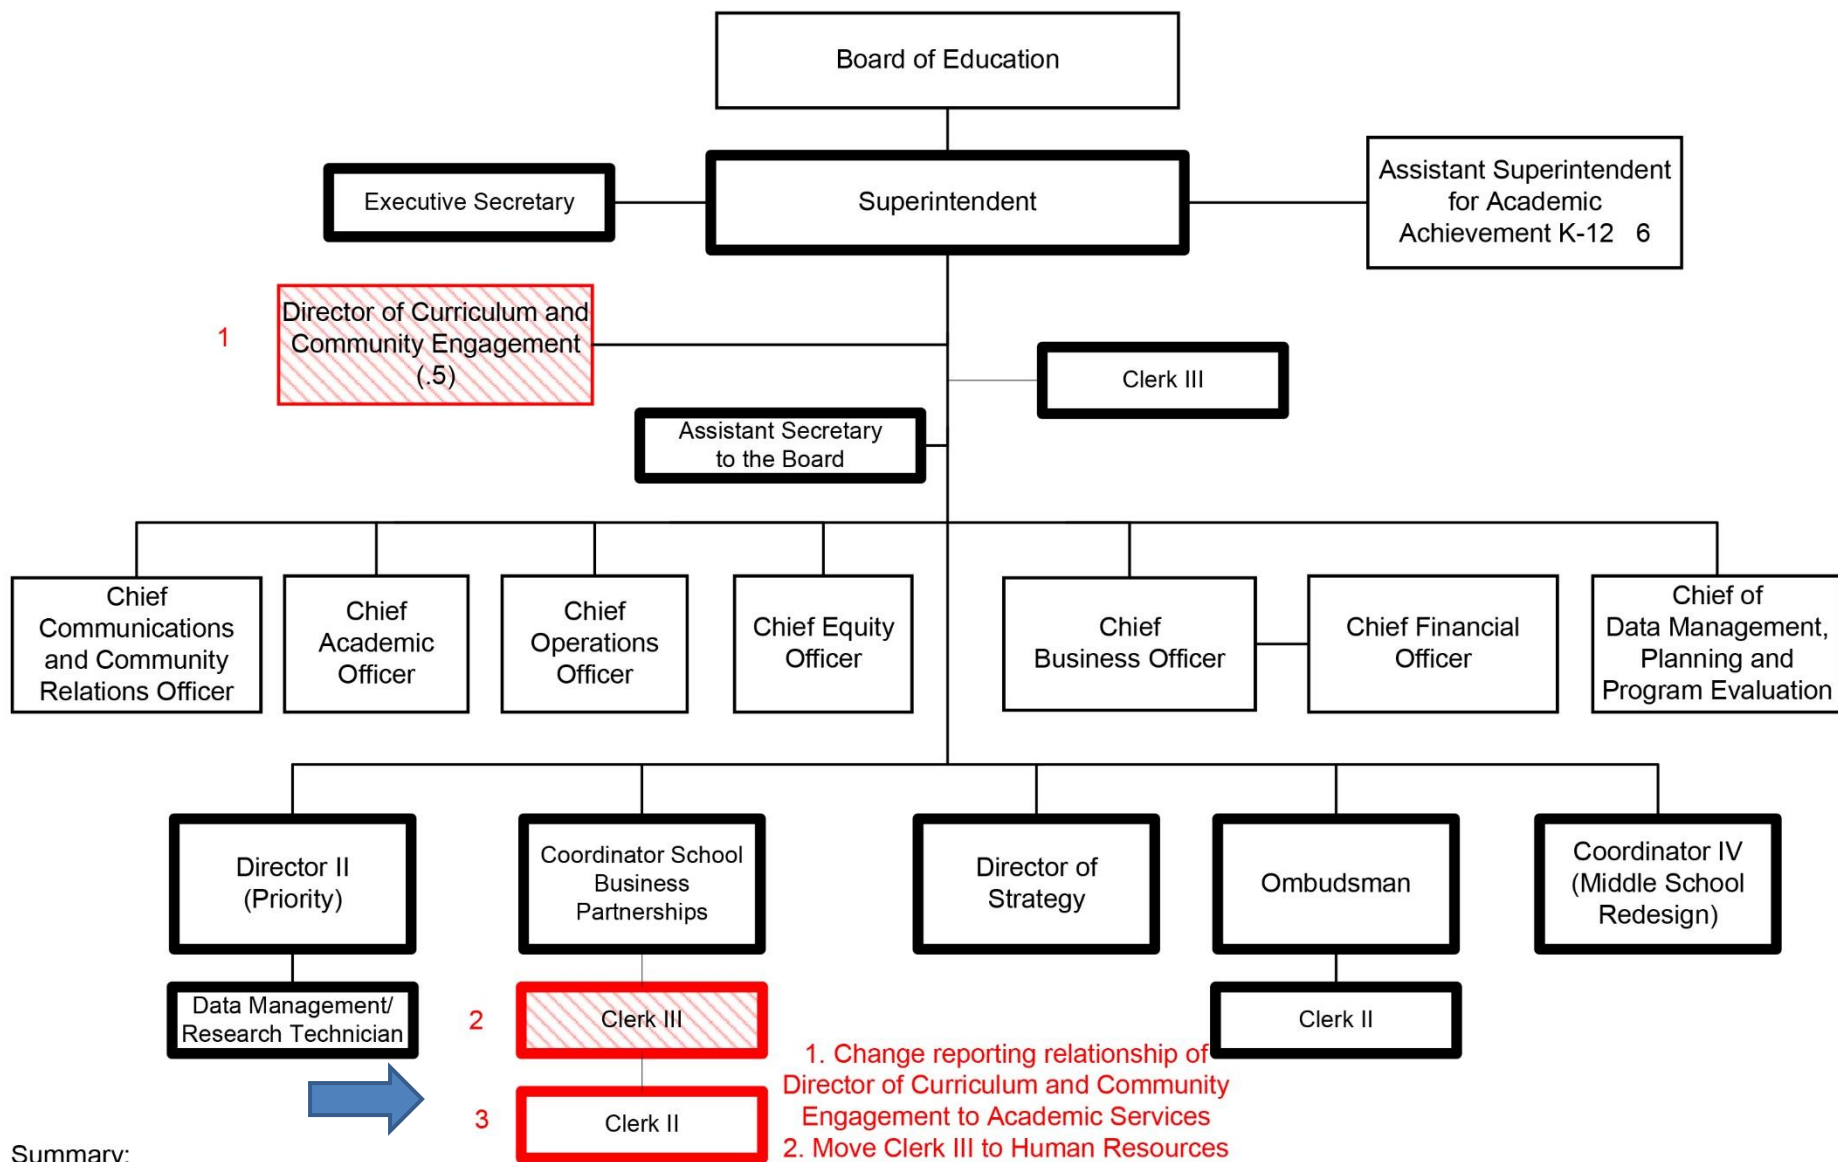 Board of Education
Executive Secretary
Superintendent
Assistant Superintendent
for Academic
Achievement K-12 6
1
Director of Curriculum and
Community Engagement
(.5)
Clerk III
Assistant Secretary
to the Board
Chief
Communications
and Community
Relations Officer
Chief
Academic
Officer
Chief
Operations
Officer
Chief Equity
Officer
Chief
Business Officer
Chief Financial
Officer
Chief of
Data Management,
Planning and
Program Evaluation
Director II
(Priority)
Coordinator School
Business
Partnerships
Director of
Strategy
Ombudsman
Coordinator IV
(Middle School
Redesign)
Data Management/
Research Technician
2
Clerk III
Clerk II
3
Clerk II
1. Change reporting relationship of
Director of Curriculum and Community
Engagement to Academic Services
2. Move Clerk III to Human Resources
Summary: